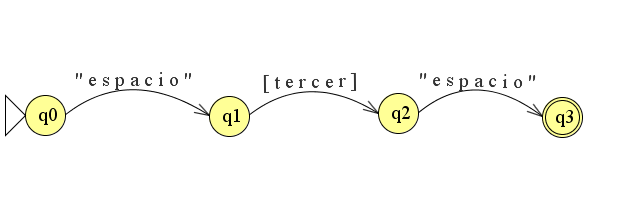 "espacio"
[tercer]
"espacio"
q0
q1
q2
q3